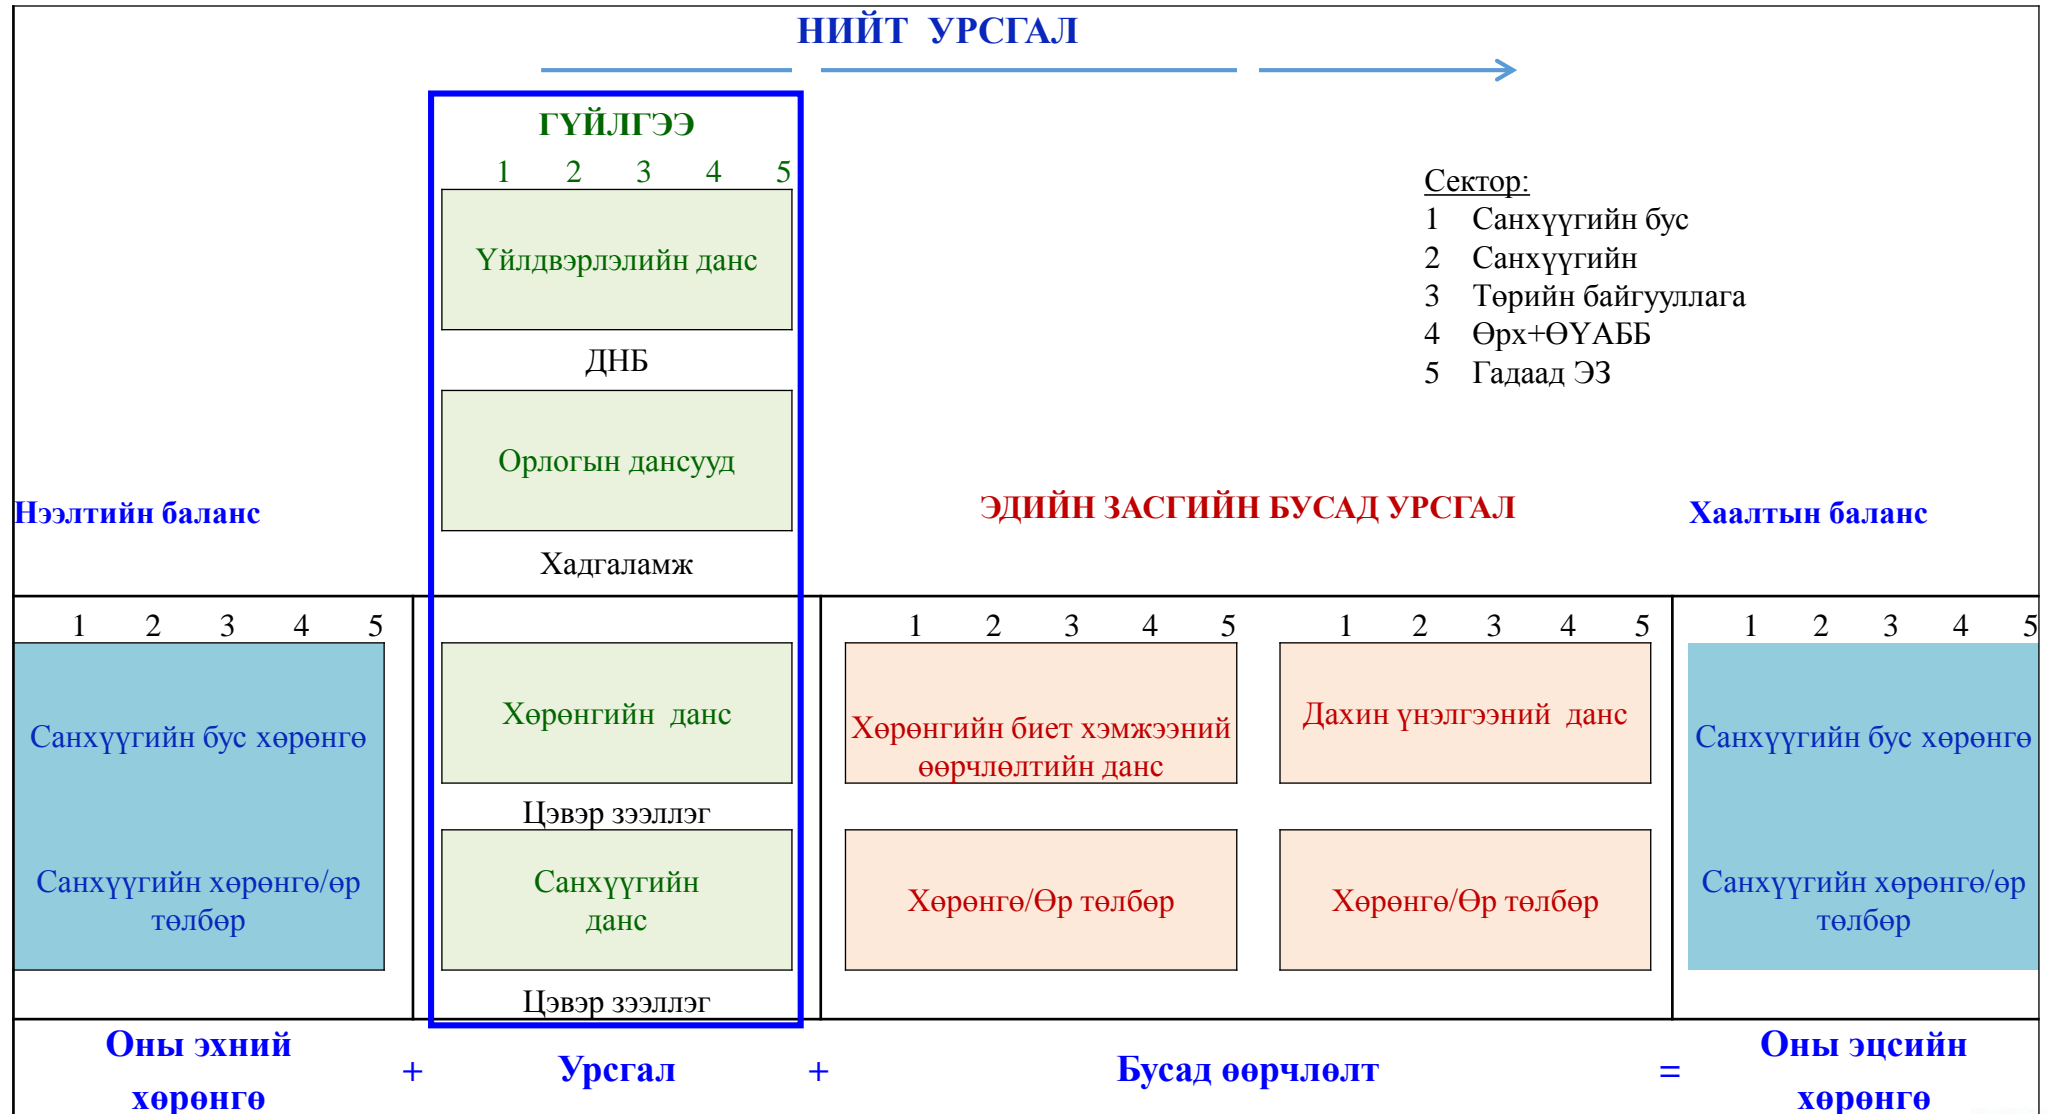 НИЙТ УРСГАЛ
ГҮЙЛГЭЭ
1 2 3 4 5
Үйлдвэрлэлийн данс
ДНБ
Орлогын дансууд
Хадгаламж
Сектор:
1 Санхүүгийн бус
2 Санхүүгийн
3 Төрийн байгууллага
4 Өрх+ӨҮАББ
5 Гадаад ЭЗ
Нээлтийн баланс
ЭДИЙН ЗАСГИЙН БУСАД УРСГАЛ
Хаалтын баланс
1 2 3 4 5
Санхүүгийн бус хөрөнгө
Санхүүгийн хөрөнгө/өр
төлбөр
Хөрөнгийн данс
Цэвэр зээллэг
Санхүүгийн
данс
Цэвэр зээллэг
1 2 3 4 5
Хөрөнгийн биет хэмжээний
өөрчлөлтийн данс
Хөрөнгө/Өр төлбөр
1 2 3 4 5
Дахин үнэлгээний данс
Хөрөнгө/Өр төлбөр
1 2 3 4 5
Санхүүгийн бус хөрөнгө
Санхүүгийн хөрөнгө/өр
төлбөр
Оны эхний
хөрөнгө
+
Урсгал
+
Бусад өөрчлөлт
=
Оны эцсийн
хөрөнгө